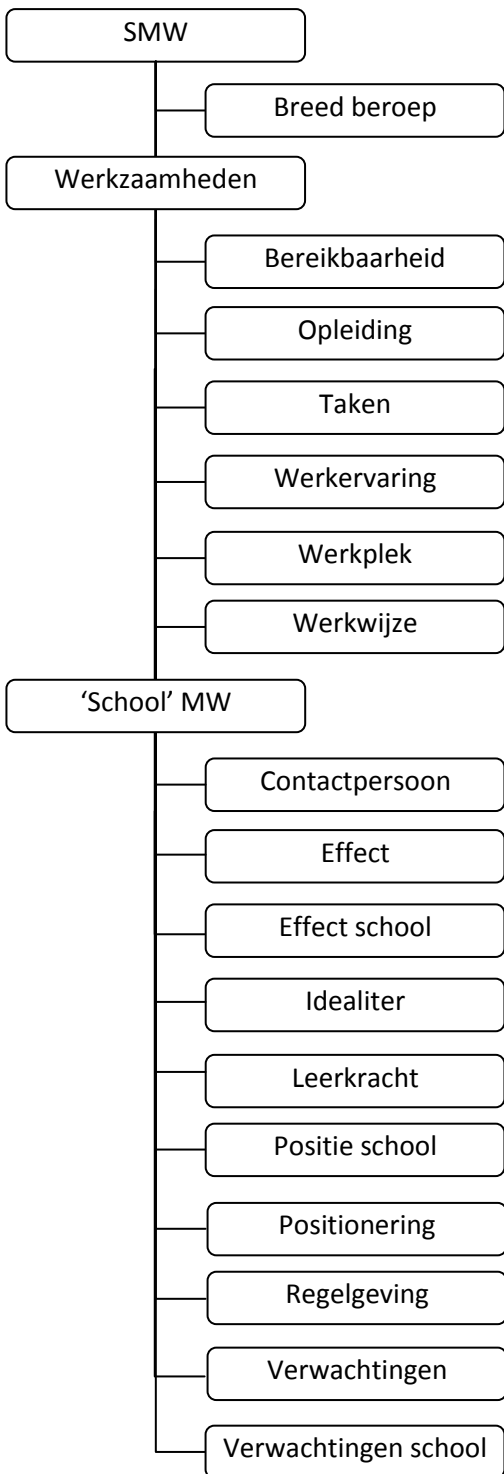 SMW
Breed beroep
Werkzaamheden
Bereikbaarheid
Opleiding
Taken
Werkervaring
Werkplek
Werkwijze
‘School’ MW
Contactpersoon
Effect
Effect school
Idealiter
Leerkracht
Positie school
Positionering
Regelgeving
Verwachtingen
Verwachtingen school